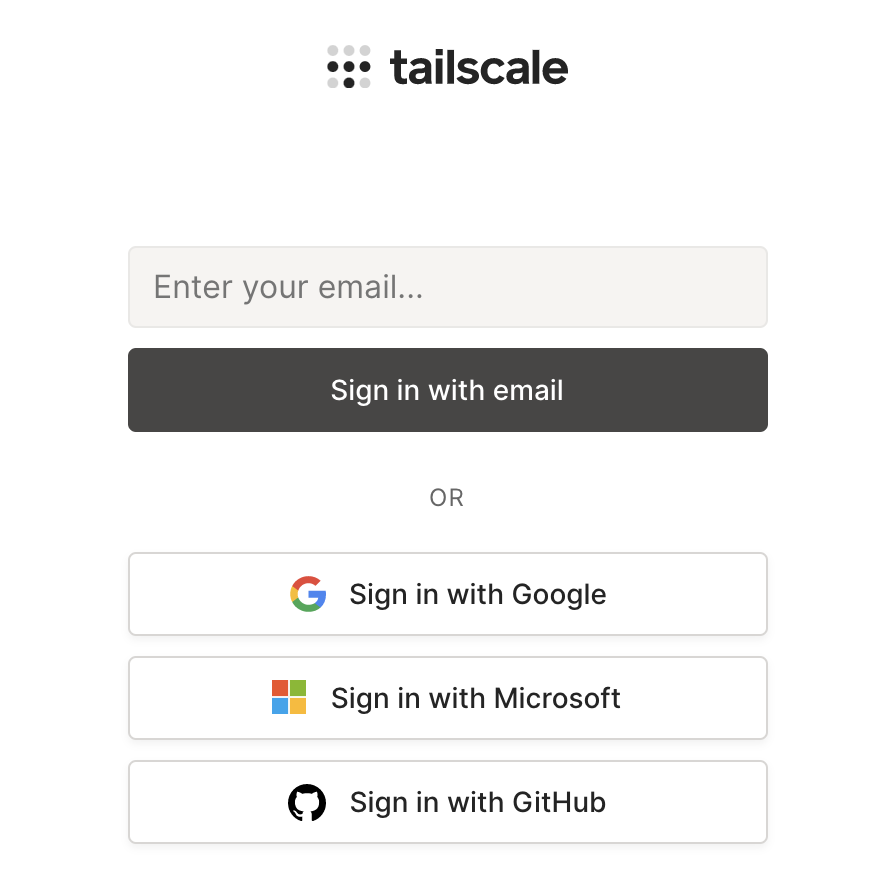 tailscale
Enter your email...
Sign in with email
OR
Sign in with Google
Sign in with Microsoft
Sign in with GitHub